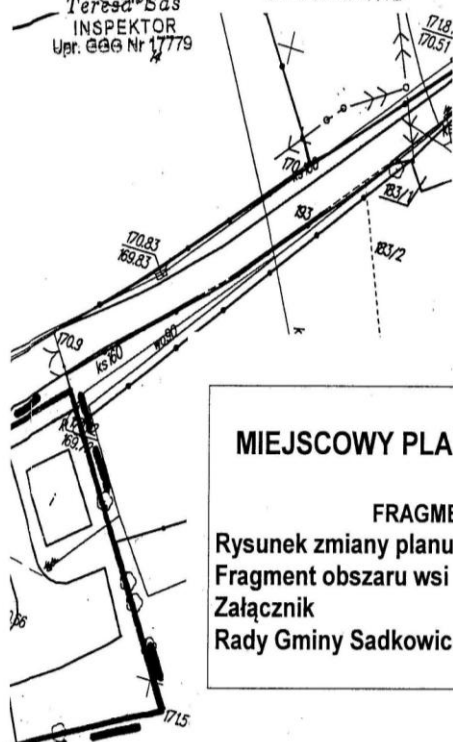 Teresa Bas
INSPEKTOR
Upr. GGG Nr 17779
171.8
170.51
170.
ks160
193
183/1
183/2
170.83
169.83
170.9
ks160
wo90
k
MIEJSCOWY PLA
FRAGME
Rysunek zmiany planu
Fragment obszaru wsi
Załącznik
Rady Gminy Sadkowic
i
171.5